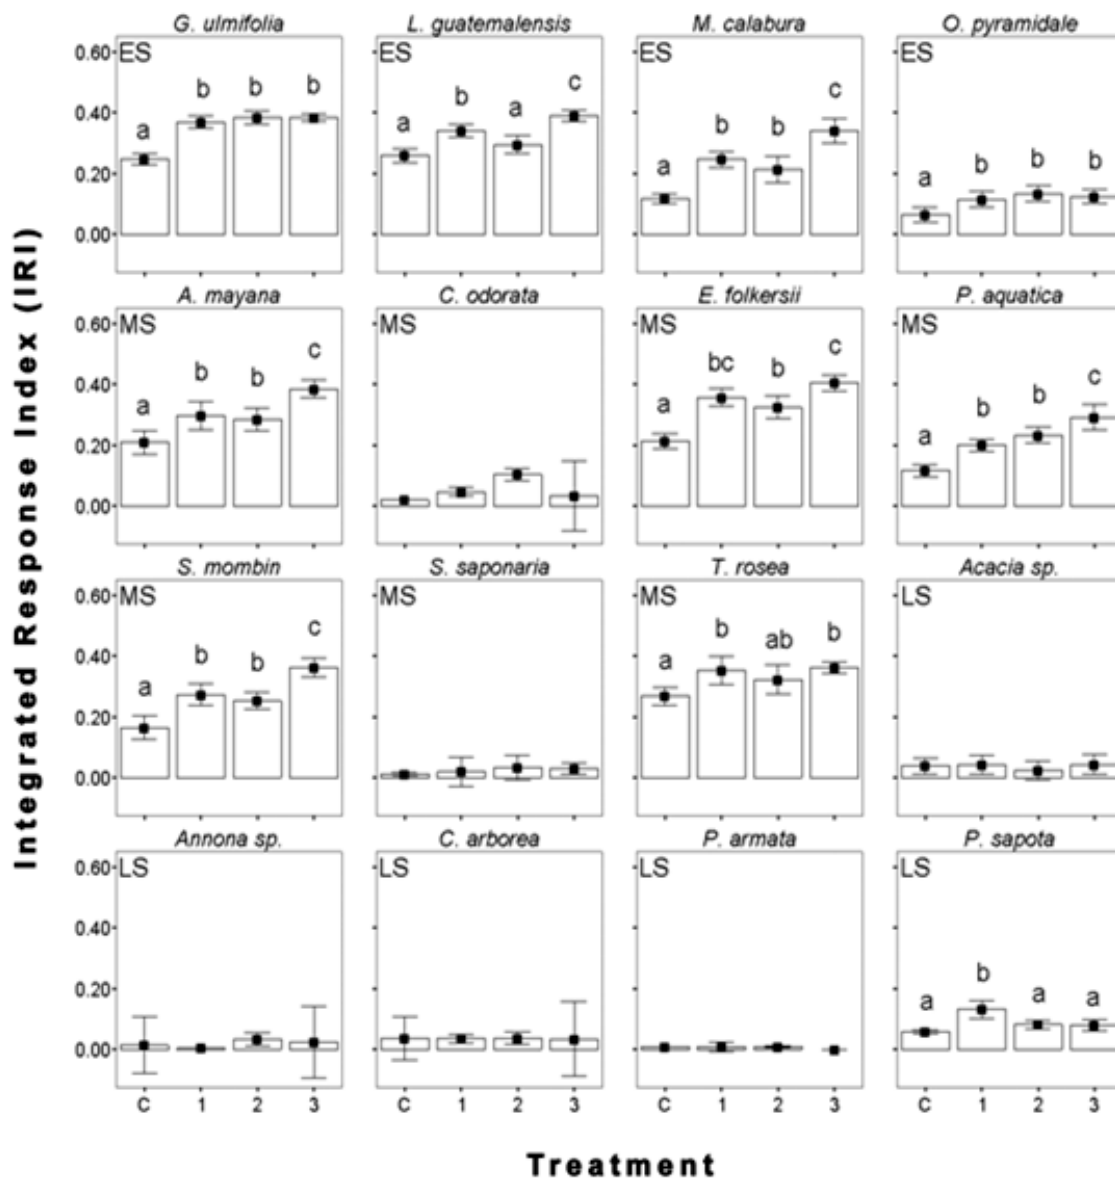 Integrated Response Index (IRI)
G. ulmifolia L. guatemalensis M. calabura O. pyramidale
0.60 ES ES ES ES
0.40 a b b b a b a c a b b c a b b b
0.20
0.00
A. mayana C. odorata E. folkersii P. aquatica
0.60 MS MS MS MS
0.40 a b b c a bc b c a b b c
0.20
0.00
S. mombin S. saponaria T. rosea Acacia sp.
0.60 MS MS MS LS
0.40 a b b c a b ab b
0.20
0.00
Annona sp. C. arborea P. armata P. sapota
0.60 LS LS LS LS
0.40
0.20 a b a a
0.00
C 1 2 3 C 1 2 3 C 1 2 3 C 1 2 3
Treatment